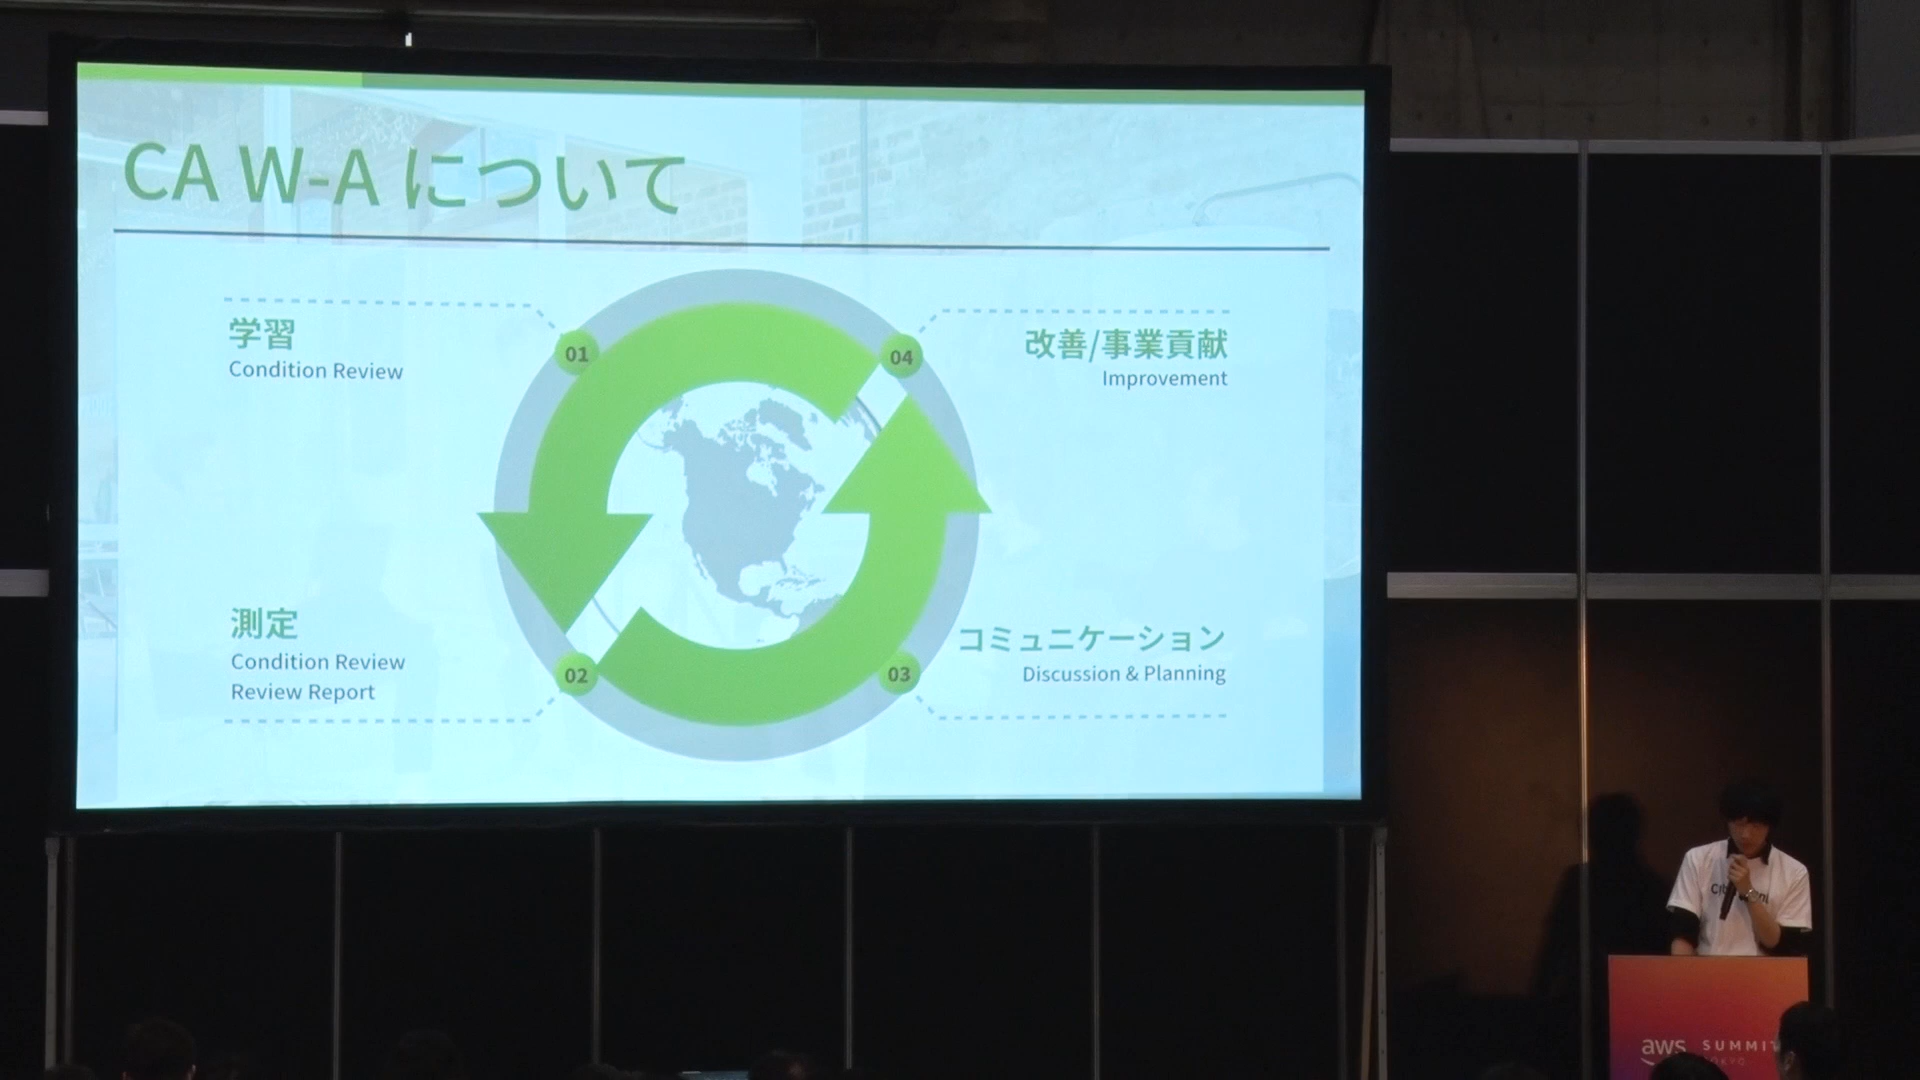 CA W-A について
01
学習
Condition Review
02
測定
Condition Review
Review Report
03
コミュニケーション
Discussion & Planning
04
改善/事業貢献
Improvement
aws SUMMIT